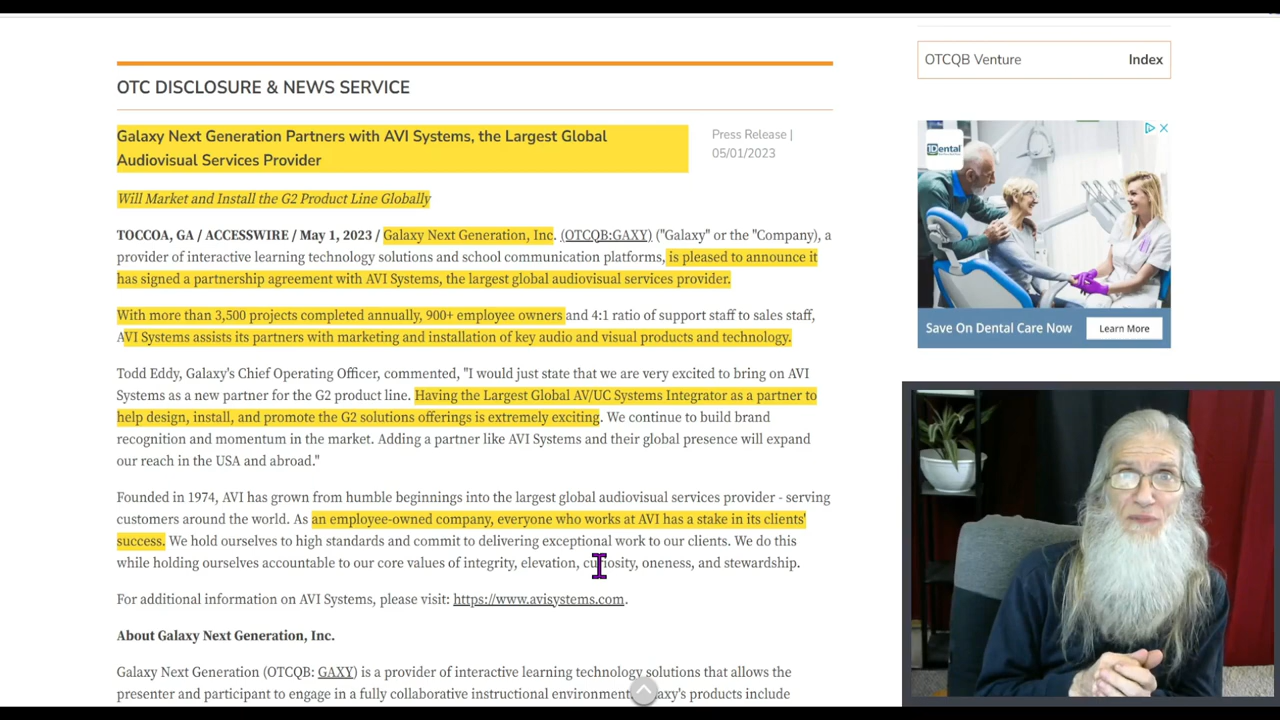 OTCQB Venture Index
OTC DISCLOSURE & NEWS SERVICE
Galaxy Next Generation Partners with AVI Systems, the Largest Global
Audiovisual Services Provider
Press Release |
05/01/2023
Will Market and Install the G2 Product Line Globally
TOCCOA, GA / ACCESSWIRE / May 1, 2023 / Galaxy Next Generation, Inc. (OTCQB:GAXY) ("Galaxy" or the "Company), a
provider of interactive learning technology solutions and school communication platforms, is pleased to announce it
has signed a partnership agreement with AVI Systems, the largest global audiovisual services provider.
With more than 3,500 projects completed annually, 900+ employee owners and 4:1 ratio of support staff to sales staff,
AVI Systems assists its partners with marketing and installation of key audio and visual products and technology.
Todd Eddy, Galaxy's Chief Operating Officer, commented, "I would just state that we are very excited to bring on AVI
Systems as a new partner for the G2 product line. Having the Largest Global AV/UC Systems Integrator as a partner to
help design, install, and promote the G2 solutions offerings is extremely exciting. We continue to build brand
recognition and momentum in the market. Adding a partner like AVI Systems and their global presence will expand
our reach in the USA and abroad."
Founded in 1974, AVI has grown from humble beginnings into the largest global audiovisual services provider - serving
customers around the world. As an employee-owned company, everyone who works at AVI has a stake in its clients'
success. We hold ourselves to high standards and commit to delivering exceptional work to our clients. We do this
while holding ourselves accountable to our core values of integrity, elevation, curiosity, oneness, and stewardship.
For additional information on AVI Systems, please visit: https://www.avisystems.com.
About Galaxy Next Generation, Inc.
Galaxy Next Generation (OTCQB: GAXY) is a provider of interactive learning technology solutions that allows the
presenter and participant to engage in a fully collaborative instructional environment. Galaxy's products include
1Dental
Save On Dental Care Now
Learn More